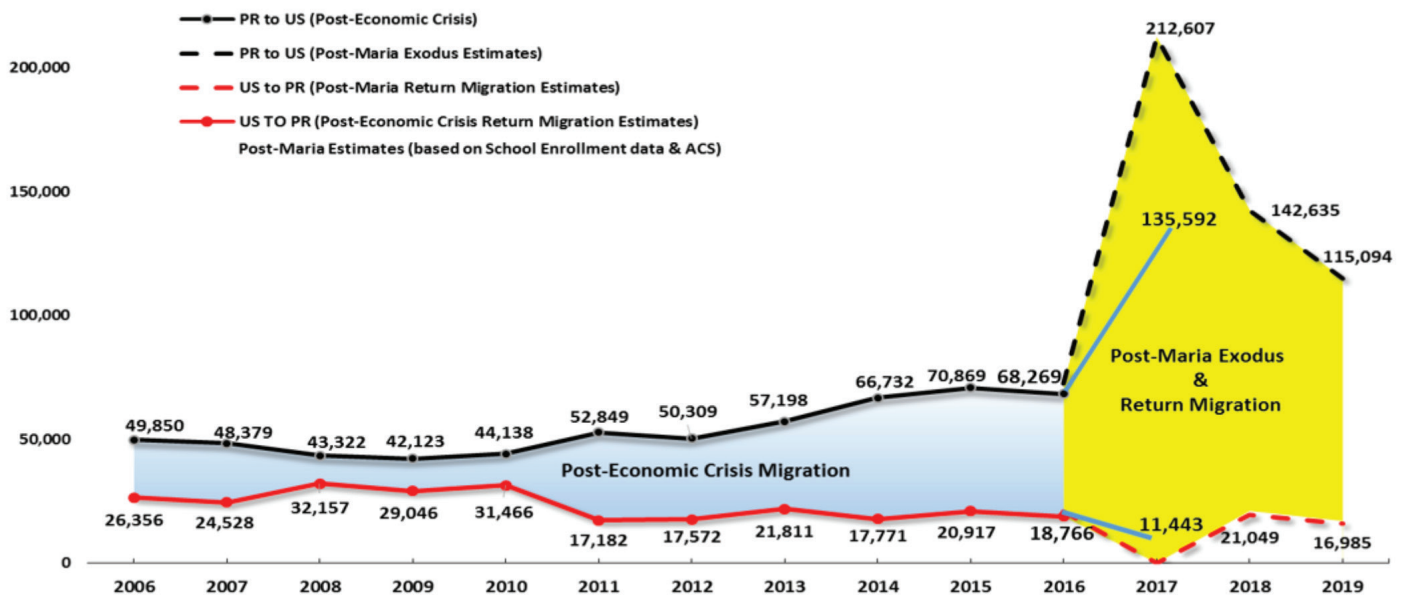 PR to US (Post-Economic Crisis)
PR to US (Post-Maria Exodus Estimates)
US to PR (Post-Maria Return Migration Estimates)
US TO PR (Post-Economic Crisis Return Migration Estimates)
Post-Maria Estimates (based on School Enrollment data & ACS)
212,607
200,000
150,000
142,635
135,592
115,094
100,000
Post-Maria Exodus
&
Return Migration
49,850 48,379 43,322 42,123 44,138 52,849 50,309 57,198 66,732 70,869 68,269
50,000
Post-Economic Crisis Migration
26,356 24,528 32,157 29,046 31,466 17,182 17,572 21,811 17,771 20,917 18,766 11,443 21,049 16,985
0
2006 2007 2008 2009 2010 2011 2012 2013 2014 2015 2016 2017 2018 2019